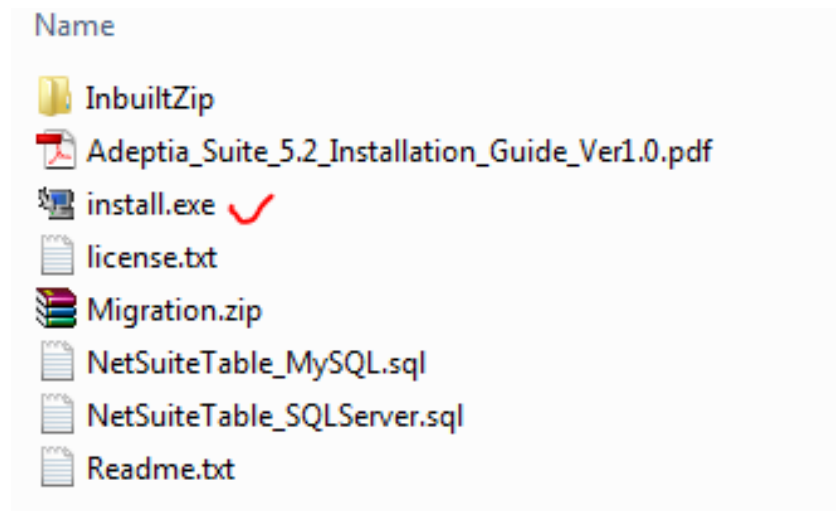 Name
InbuiltZip
Adeptia_Suite_5.2_Installation_Guide_Ver1.0.pdf
install.exe
license.txt
Migration.zip
NetSuiteTable_MySQL.sql
NetSuiteTable_SQLServer.sql
Readme.txt